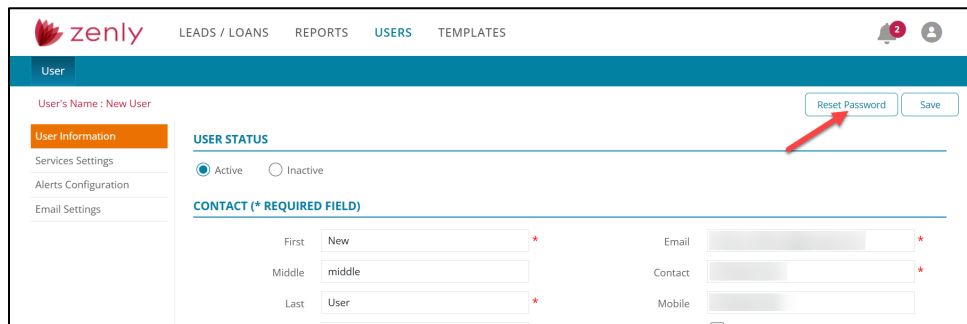 zenly LEADS / LOANS REPORTS USERS TEMPLATES 2
User
User's Name : New User Reset Password Save
User Information
Services Settings
Alerts Configuration
Email Settings
USER STATUS
Active Inactive
CONTACT (* REQUIRED FIELD)
First New * Email *
Middle middle Contact *
Last User * Mobile